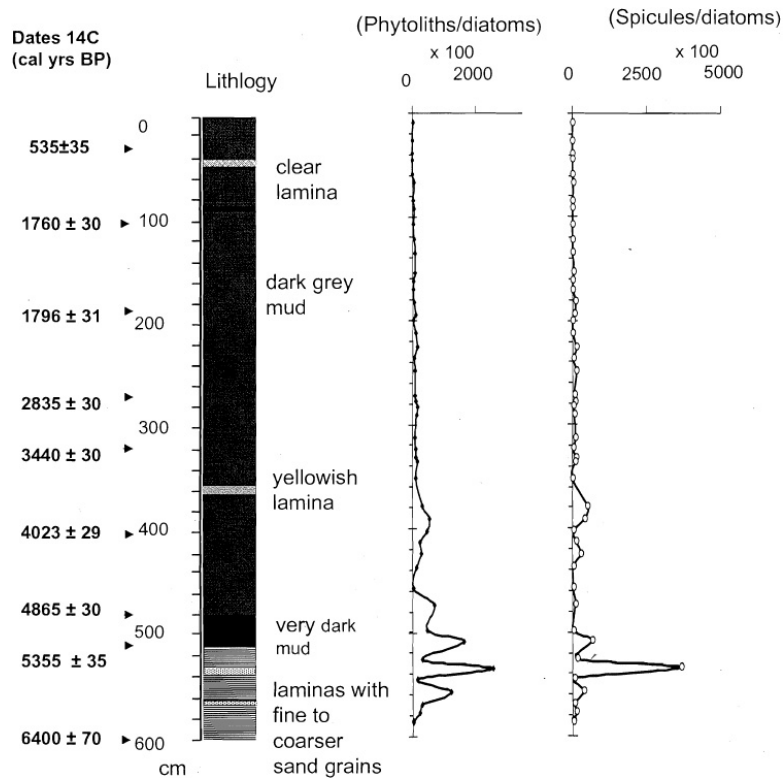 Dates 14C
(cal yrs BP)
Lithlogy
(Phytoliths/diatoms)
x 100
0 2000
(Spicules/diatoms)
x 100
0 2500 5000
0
535±35
clear
lamina
100
1760 ± 30
dark grey
mud
1796 ± 31
200
2835 ± 30
300
3440 ± 30
yellowish
lamina
400
4023 ± 29
4865 ± 30
500
very dark
mud
5355 ± 35
laminas with
fine to
coarser
sand grains
6400 ± 70
600
cm